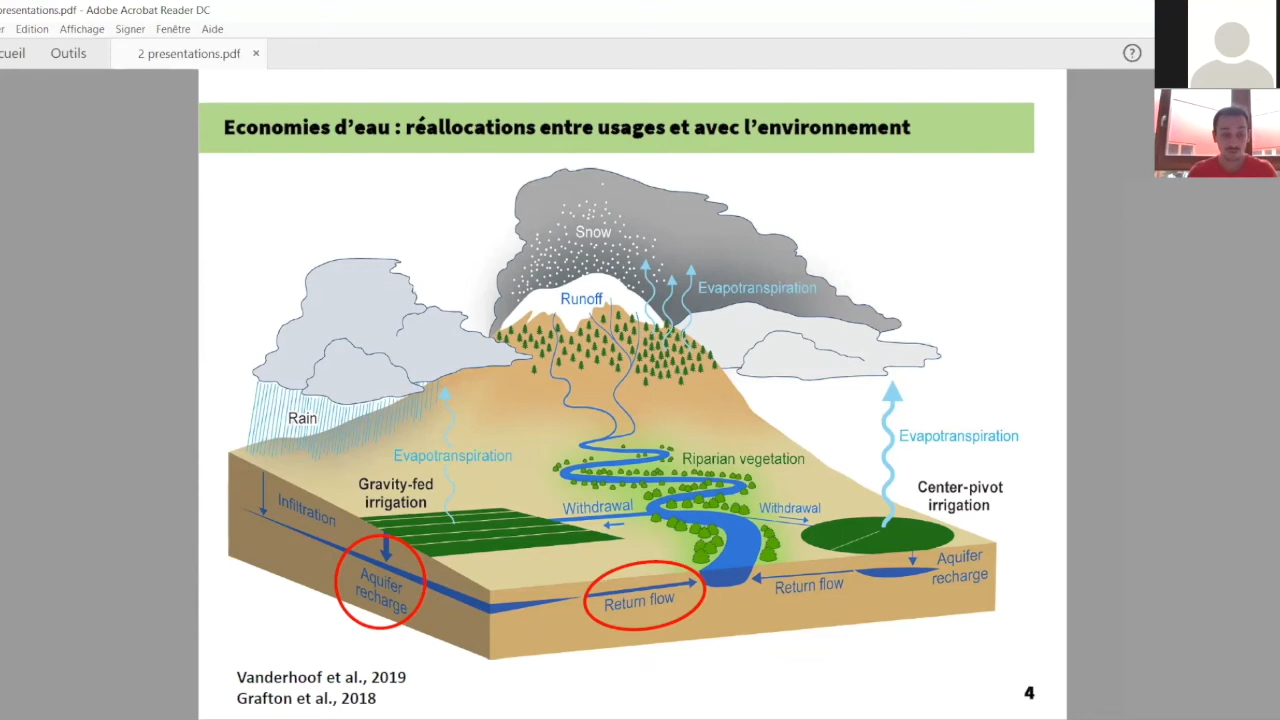 presentations.pdf - Adobe Acrobat Reader DC
Edition Affichage Signer Fenêtre Aide
cueil Outils 2 presentations.pdf × ?
Economies d'eau : réallocations entre usages et avec l'environnement
Snow
Evapotranspiration
Runoff
Rain
Evapotranspiration
Evapotranspiration
Riparian vegetation
Gravity-fed
irrigation
Center-pivot
irrigation
Infiltration
Withdrawal
Withdrawal
Aquifer
recharge
Return flow
Return flow
Aquifer
recharge
Vanderhoof et al., 2019
Grafton et al., 2018
4